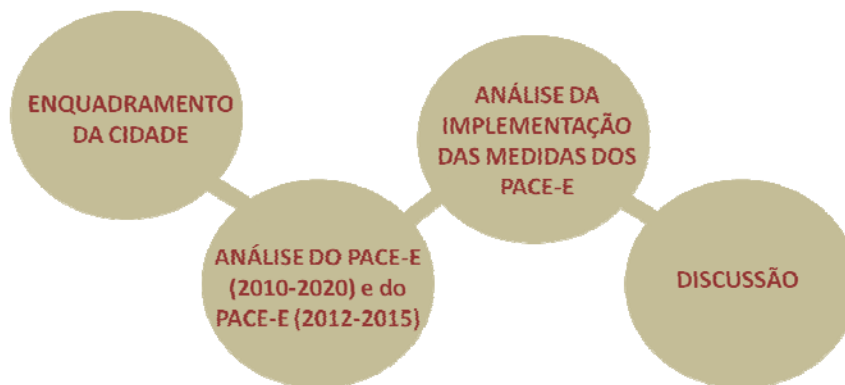 ENQUADRAMENTO
DA CIDADE
ANÁLISE DO PACE-E
(2010-2020) e do
PACE-E (2012-2015)
ANÁLISE DA
IMPLEMENTAÇÃO
DAS MEDIDAS DOS
PACE-E
DISCUSSÃO